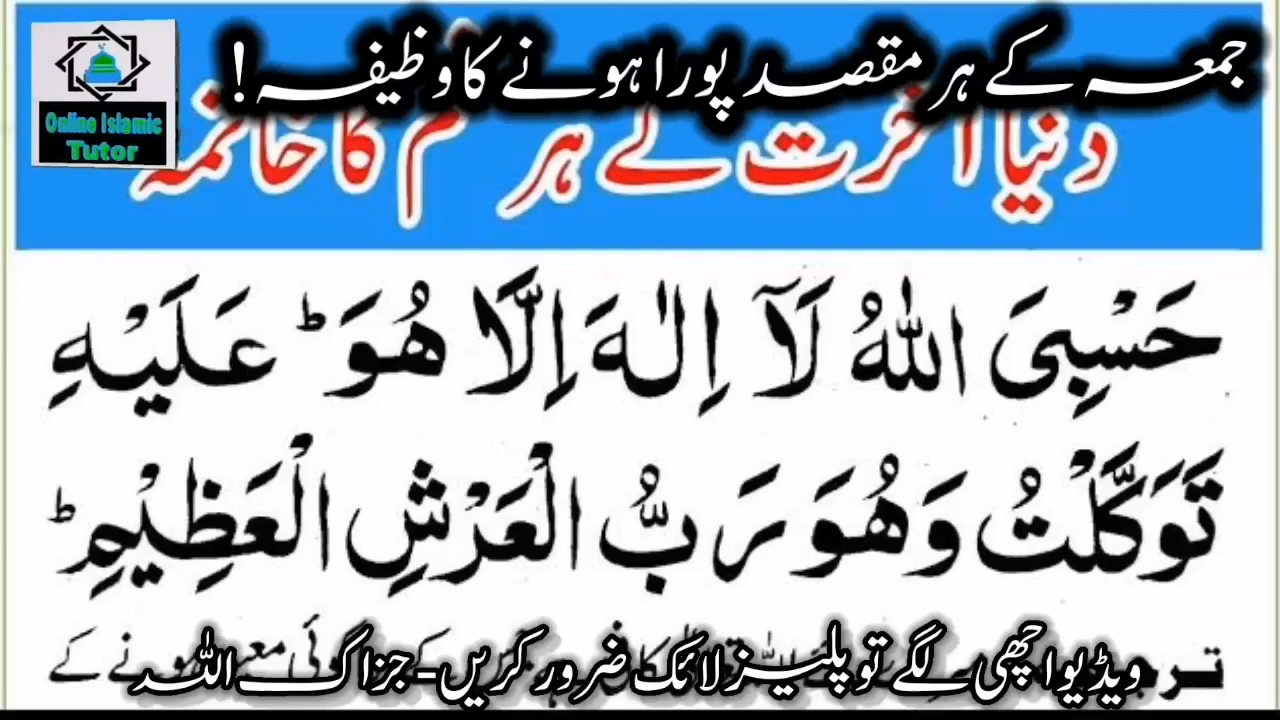 جمعہ کے ہر مقصد پورا ہونے کا وظیفہ!
Online Islamic
Tutor
دنیا آخرت کے ہر غم کا خاتمہ
حَسْبِیَ اللّٰهُ لَاۤ اِلٰـهَ اِلَّا هُوَؕ عَلَیْهِ
تَوَكَّلْتُ وَهُوَ رَبُّ الْعَرْشِ الْعَظِیْمِؕ
ویڈیو اچھی لگے تو پلیز لائک ضرور کریں۔ جزاک اللہ